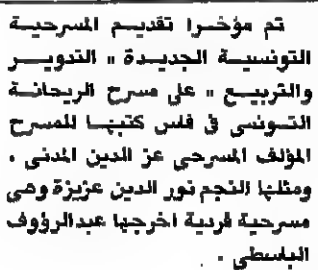 تم مؤخرا تقديم المسرحية
التونسية الجديدة « التدوير
والتربيع » على مسرح الريحانة
التونسي في فاس كتبها للمسرح
المؤلف المسرحي عز الدين المدني .
ومثلها النجم نور الدين عزيزة وهي
مسرحية فردية اخرجها عبدالرؤوف
الباسطي .